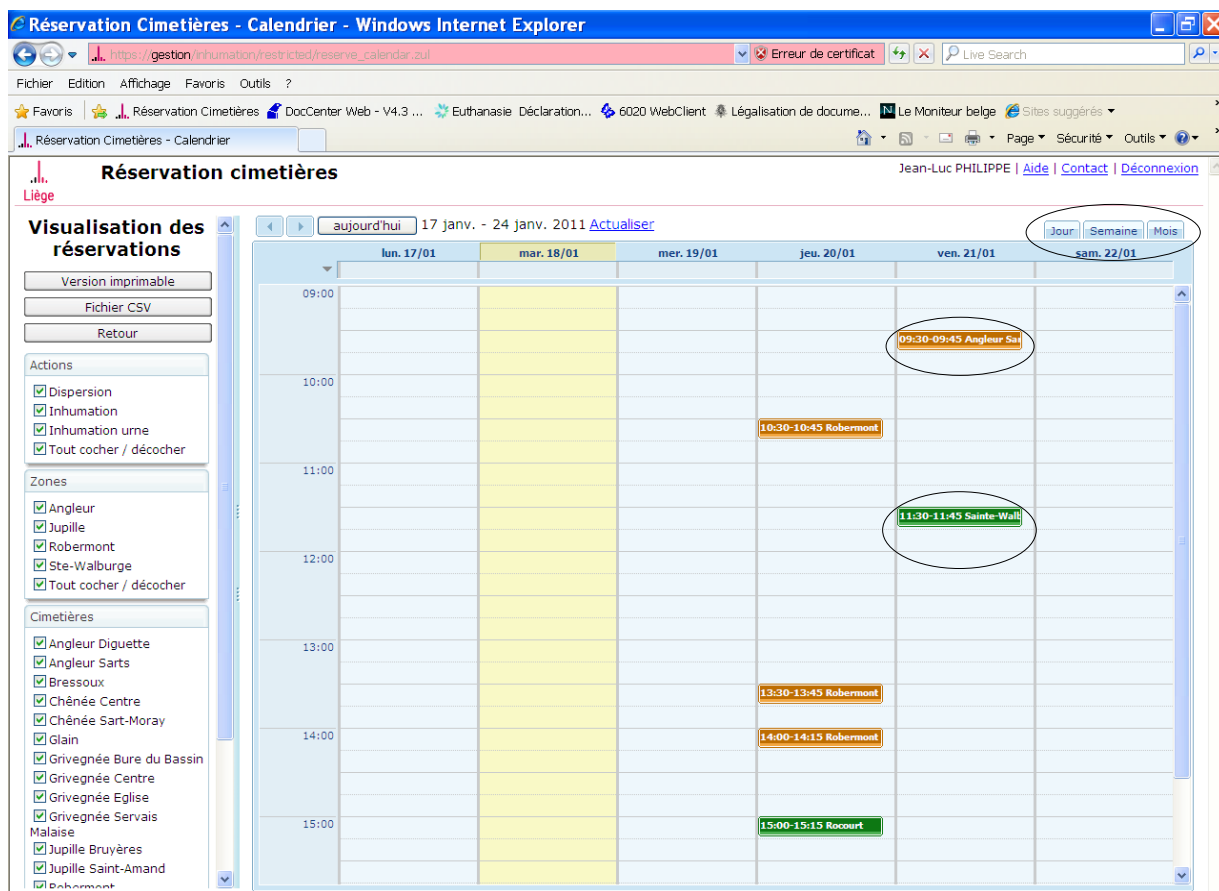 Réservation Cimetières - Calendrier - Windows Internet Explorer
https://gestion/inhumation/restricted/reserve_calendar.zul Erreur de certificat Live Search
Fichier Edition Affichage Favoris Outils ?
Favoris Réservation Cimetières DocCenter Web - V4.3 ... Euthanasie Déclaration... 6020 WebClient Légalisation de docume... Le Moniteur belge Sites suggérés
Réservation Cimetières - Calendrier Page Sécurité Outils
Liège
Réservation cimetières
Jean-Luc PHILIPPE | Aide | Contact | Déconnexion
Visualisation des
réservations
Version imprimable
Fichier CSV
Retour
Actions
Dispersion
Inhumation
Inhumation urne
Tout cocher / décocher
Zones
Angleur
Jupille
Robermont
Ste-Walburge
Tout cocher / décocher
Cimetières
Angleur Diguette
Angleur Sarts
Bressoux
Chênée Centre
Chênée Sart-Moray
Glain
Grivegnée Bure du Bassin
Grivegnée Centre
Grivegnée Eglise
Grivegnée Servais
Malaise
Jupille Bruyères
Jupille Saint-Amand
Robermont
aujourd'hui 17 janv. - 24 janv. 2011 Actualiser
Jour Semaine Mois
lun. 17/01 mar. 18/01 mer. 19/01 jeu. 20/01 ven. 21/01 sam. 22/01
09:00
09:30-09:45 Angleur Sar
10:00
10:30-10:45 Robermont
11:00
11:30-11:45 Sainte-Walb
12:00
13:00
13:30-13:45 Robermont
14:00
14:00-14:15 Robermont
15:00
15:00-15:15 Rocourt